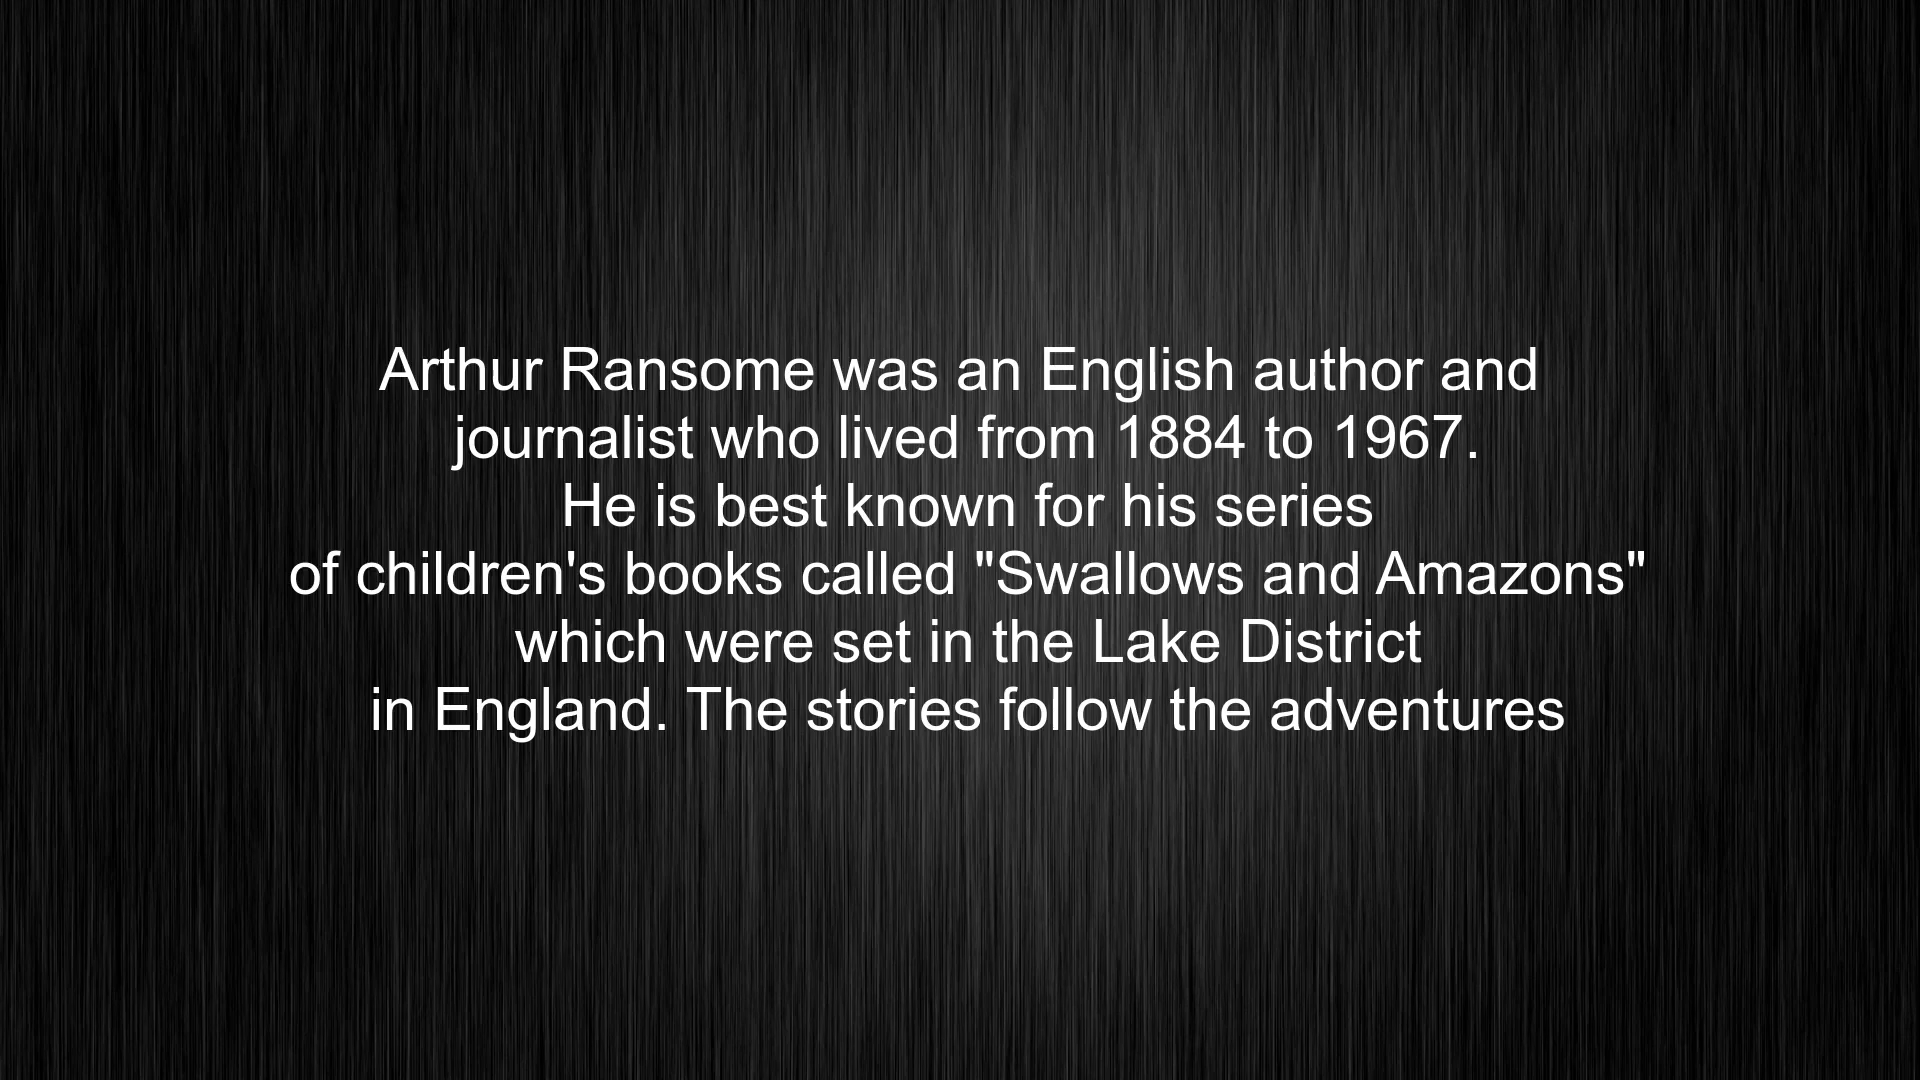 Arthur Ransome was an English author and
journalist who lived from 1884 to 1967.
He is best known for his series
of children's books called "Swallows and Amazons"
which were set in the Lake District
in England. The stories follow the adventures